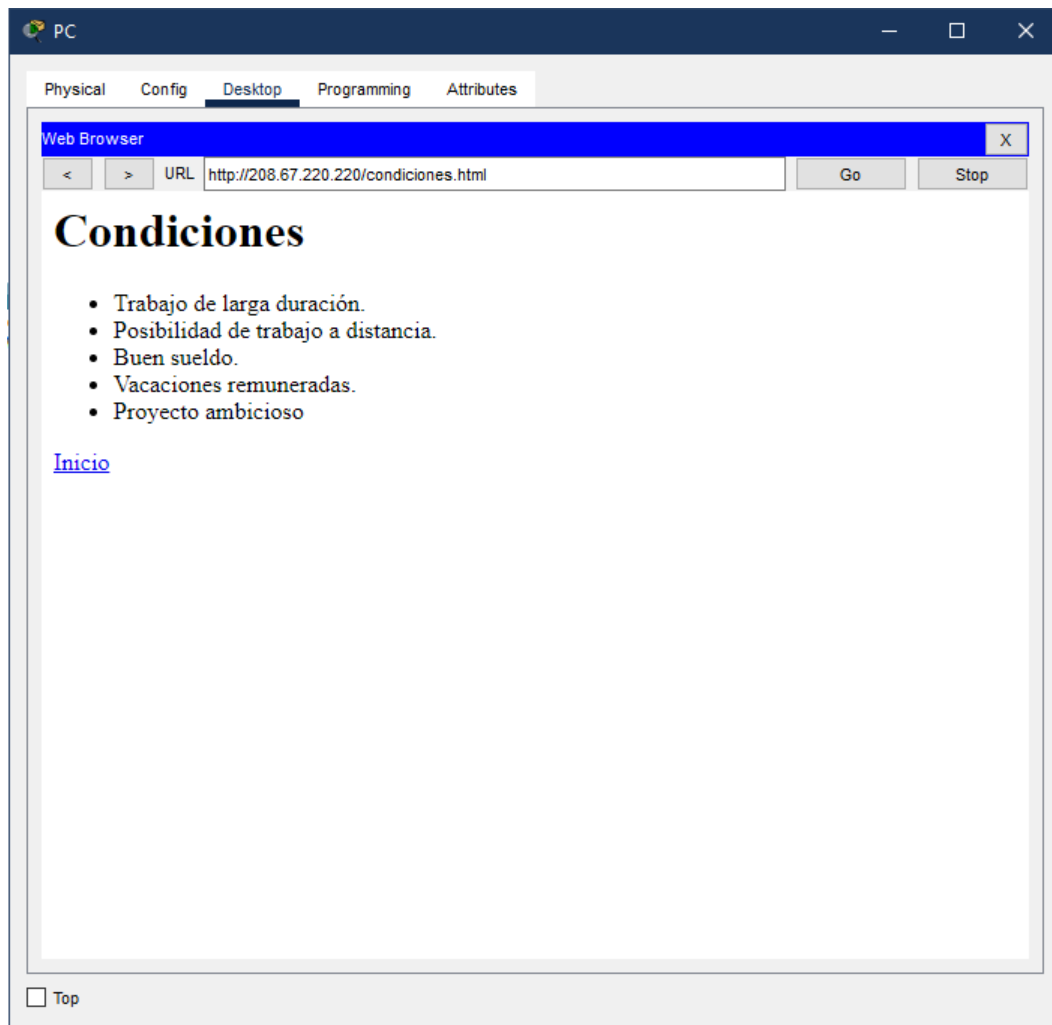 PC
Physical Config Desktop Programming Attributes
Web Browser X
< > URL http://208.67.220.220/condiciones.html Go Stop
Condiciones
• Trabajo de larga duración.
• Posibilidad de trabajo a distancia.
• Buen sueldo.
• Vacaciones remuneradas.
• Proyecto ambicioso
Inicio
Top